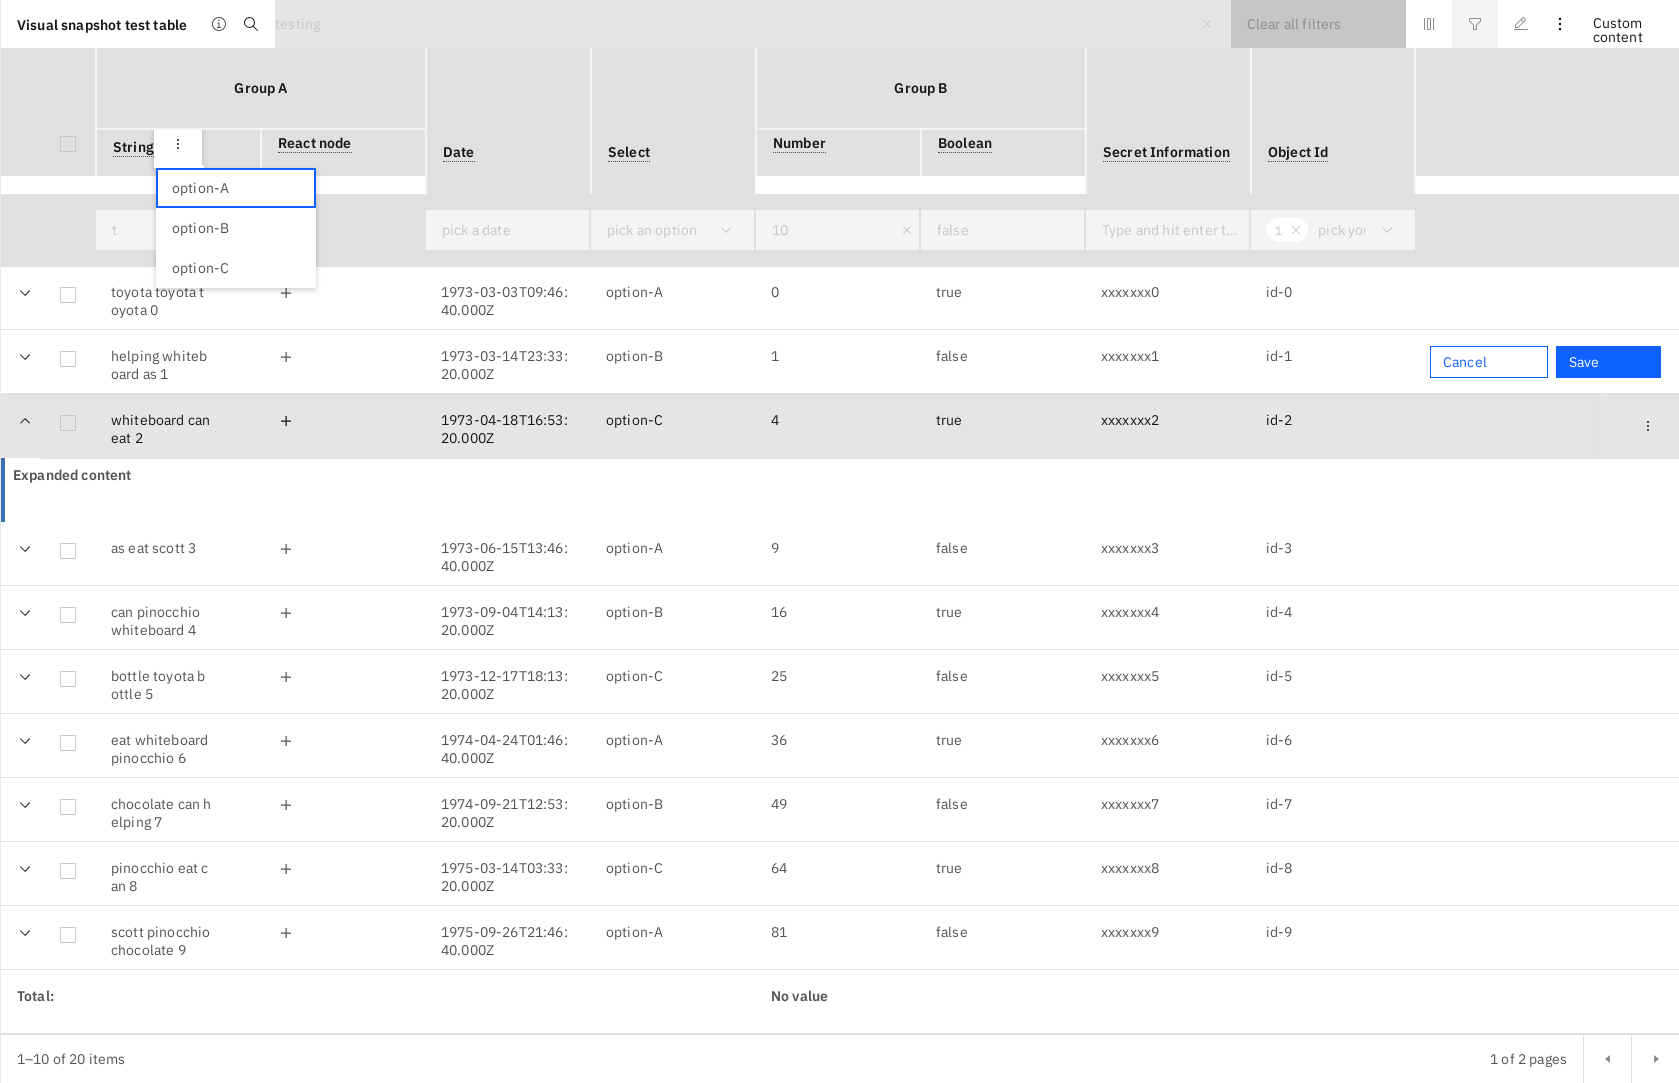 Visual snapshot test table
testing
Clear all filters
Custom
content
Group A
Group B
String
React node
Date
Select
Number
Boolean
Secret Information
Object Id
option-A
option-B
option-C
t
pick a date
pick an option
10
false
Type and hit enter t...
1
pick you
toyota toyota t
oyota 0
1973-03-03T09:46:
40.000Z
option-A
0
true
xxxxxxx0
id-0
helping whiteb
oard as 1
1973-03-14T23:33:
20.000Z
option-B
1
false
xxxxxxx1
id-1
Cancel
Save
whiteboard can
eat 2
1973-04-18T16:53:
20.000Z
option-C
4
true
xxxxxxx2
id-2
Expanded content
as eat scott 3
1973-06-15T13:46:
40.000Z
option-A
9
false
xxxxxxx3
id-3
can pinocchio
whiteboard 4
1973-09-04T14:13:
20.000Z
option-B
16
true
xxxxxxx4
id-4
bottle toyota b
ottle 5
1973-12-17T18:13:
20.000Z
option-C
25
false
xxxxxxx5
id-5
eat whiteboard
pinocchio 6
1974-04-24T01:46:
40.000Z
option-A
36
true
xxxxxxx6
id-6
chocolate can h
elping 7
1974-09-21T12:53:
20.000Z
option-B
49
false
xxxxxxx7
id-7
pinocchio eat c
an 8
1975-03-14T03:33:
20.000Z
option-C
64
true
xxxxxxx8
id-8
scott pinocchio
chocolate 9
1975-09-26T21:46:
40.000Z
option-A
81
false
xxxxxxx9
id-9
Total:
No value
1–10 of 20 items
1 of 2 pages